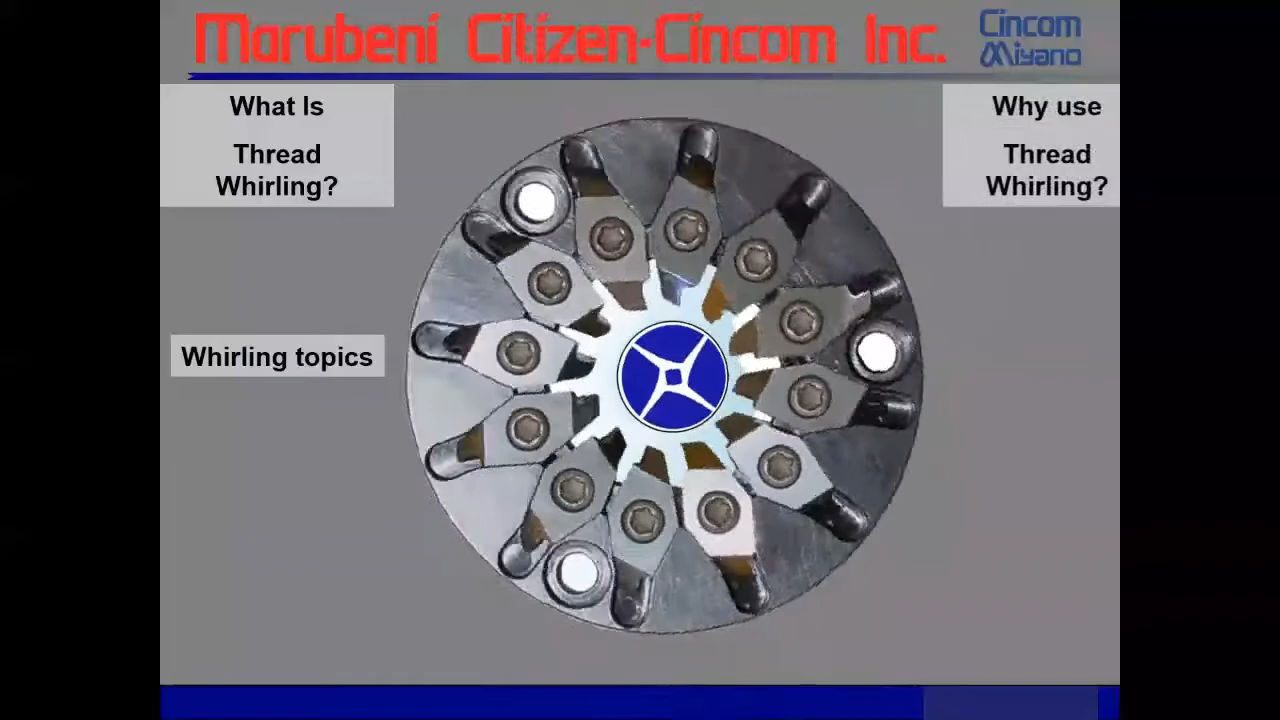 Marubeni Citizen-Cincom Inc.
Cincom
Miyano
What Is
Thread
Whirling?
Why use
Thread
Whirling?
Whirling topics